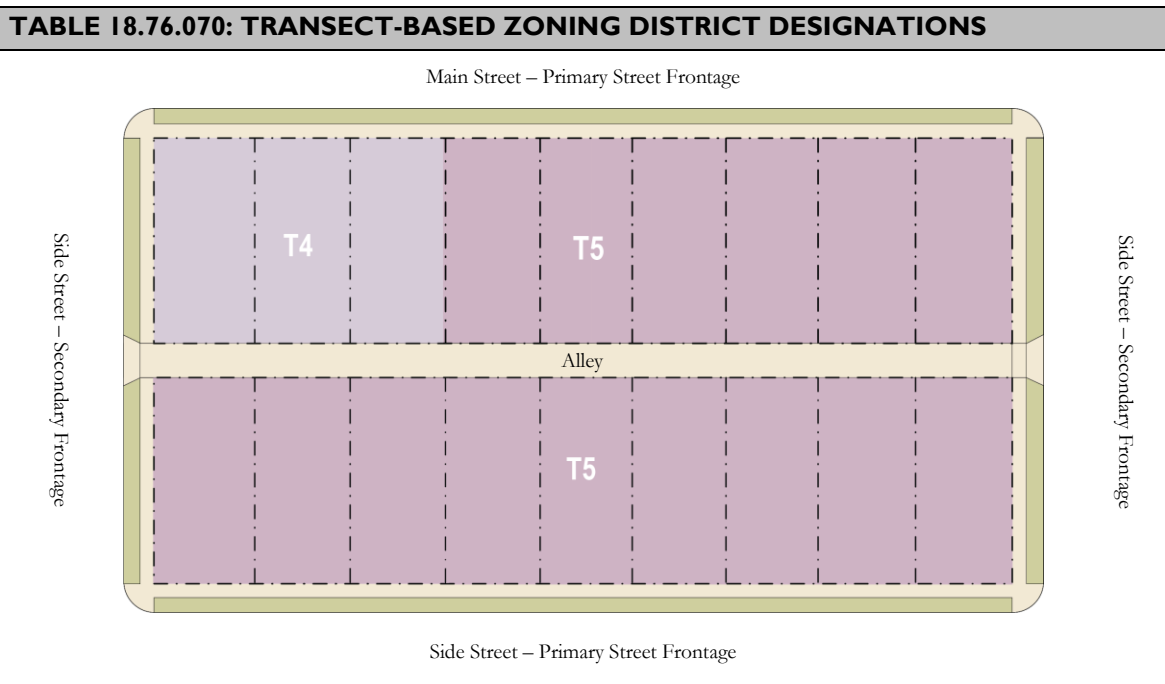 TABLE 18.76.070: TRANSECT-BASED ZONING DISTRICT DESIGNATIONS
Main Street – Primary Street Frontage
Side Street – Secondary Frontage
T4
T5
Side Street – Secondary Frontage
Alley
T5
Side Street – Primary Street Frontage